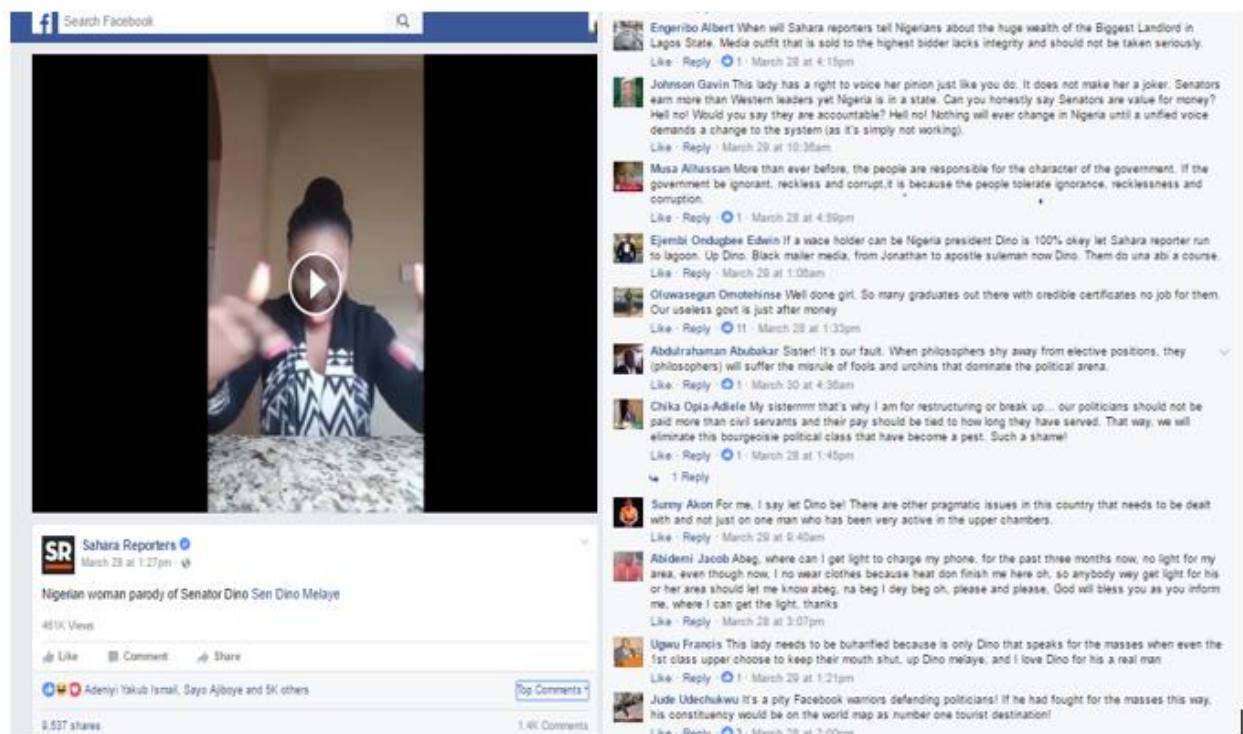 f Search Facebook
SR Sahara Reporters
March 28 at 1:27pm ·
Nigerian woman parody of Senator Dino Sen Dino Melaye
461K Views
Like Comment Share
Adeniyi Yakub Ismail, Sayo Ajiboye and 5K others Top Comments
9,537 shares 1.4K Comments
Engeribo Albert When will Sahara reporters tell Nigerians about the huge wealth of the Biggest Landlord in
Lagos State. Media outfit that is sold to the highest bidder lacks integrity and should not be taken seriously.
Like · Reply · 1 · March 28 at 4:15pm
Johnson Gavin This lady has a right to voice her pinion just like you do. It does not make her a joker. Senators
earn more than Western leaders yet Nigeria is in a state. Can you honestly say Senators are value for money?
Hell no! Would you say they are accountable? Hell no! Nothing will ever change in Nigeria until a unified voice
demands a change to the system (as it's simply not working).
Like · Reply · March 29 at 10:36am
Musa Alhassan More than ever before, the people are responsible for the character of the government. If the
government be ignorant, reckless and corrupt,it is because the people tolerate ignorance, recklessness and
corruption.
Like · Reply · 1 · March 28 at 4:59pm
Ejembi Ondugbee Edwin If a wace holder can be Nigeria president Dino is 100% okey let Sahara reporter run
to lagoon. Up Dino. Black mailer media, from Jonathan to apostle suleman now Dino. Them do una abi a course.
Like · Reply · March 29 at 1:06am
Oluwasegun Omotehinse Well done girl. So many graduates out there with credible certificates no job for them.
Our useless govt is just after money
Like · Reply · 11 · March 28 at 1:33pm
Abdulrahaman Abubakar Sister! It's our fault. When philosophers shy away from elective positions, they
(philosophers) will suffer the misrule of fools and urchins that dominate the political arena.
Like · Reply · 1 · March 30 at 4:36am
Chika Opia-Adiele My sisterrrrr that's why I am for restructuring or break up... our politicians should not be
paid more than civil servants and their pay should be tied to how long they have served. That way, we will
eliminate this bourgeoisie political class that have become a pest. Such a shame!
Like · Reply · 1 · March 28 at 1:45pm
1 Reply
Sunny Akon For me, I say let Dino be! There are other pragmatic issues in this country that needs to be dealt
with and not just on one man who has been very active in the upper chambers.
Like · Reply · March 29 at 9:40am
Abidemi Jacob Abeg, where can I get light to charge my phone, for the past three months now, no light for my
area, even though now, I no wear clothes because heat don finish me here oh, so anybody wey get light for his
or her area should let me know abeg, na beg I dey beg oh, please and please, God will bless you as you inform
me, where I can get the light, thanks
Like · Reply · March 28 at 3:07pm
Ugwu Francis This lady needs to be buharified because is only Dino that speaks for the masses when even the
1st class upper choose to keep their mouth shut, up Dino melaye, and I love Dino for his a real man
Like · Reply · 1 · March 29 at 1:21pm
Jude Udechukwu It's a pity Facebook warriors defending politicians! If he had fought for the masses this way,
his constituency would be on the world map as number one tourist destination!
Like · Reply · 3 · March 28 at 2:00pm